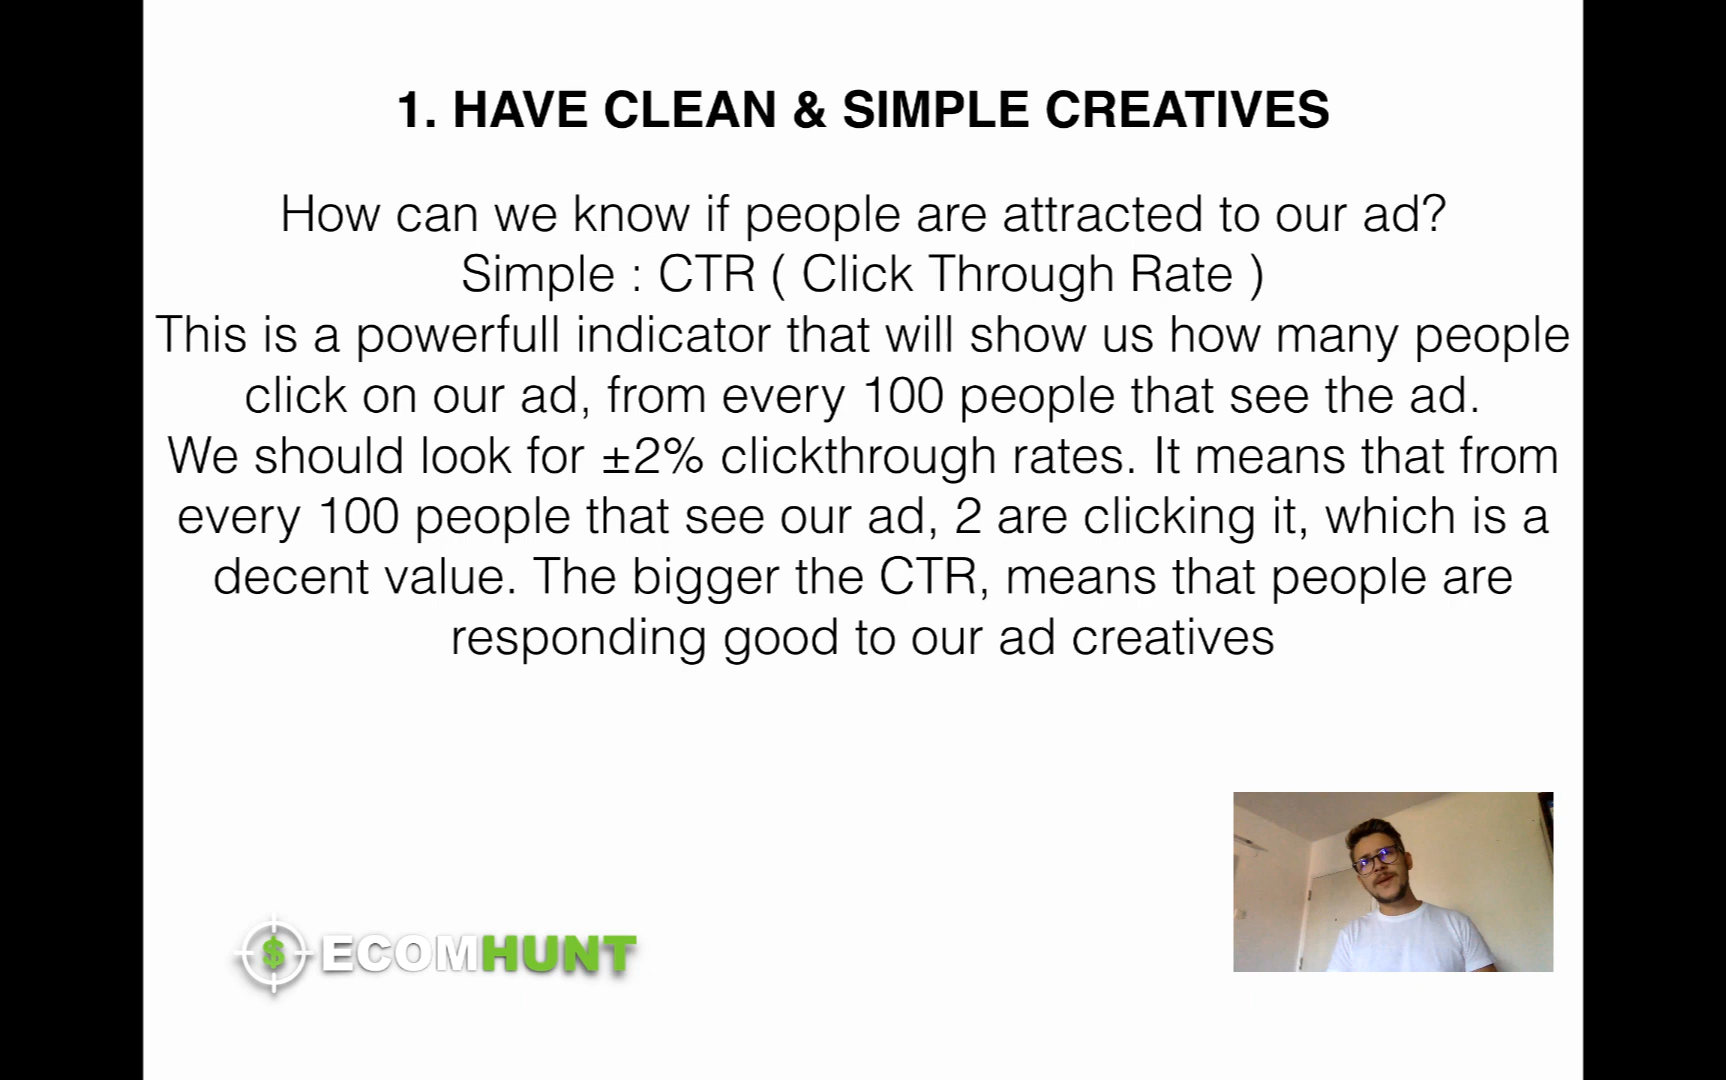 1. HAVE CLEAN & SIMPLE CREATIVES
How can we know if people are attracted to our ad?
Simple : CTR ( Click Through Rate )
This is a powerfull indicator that will show us how many people
click on our ad, from every 100 people that see the ad.
We should look for ±2% clickthrough rates. It means that from
every 100 people that see our ad, 2 are clicking it, which is a
decent value. The bigger the CTR, means that people are
responding good to our ad creatives
$ ECOMHUNT